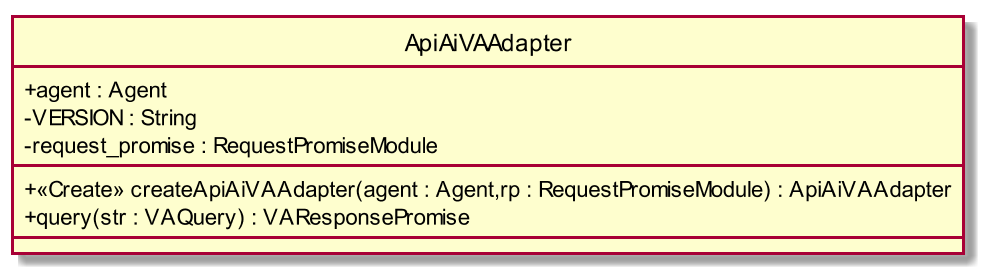 ApiAiVAAdapter
+agent : Agent
-VERSION : String
-request_promise : RequestPromiseModule
+«Create» createApiAiVAAdapter(agent : Agent,rp : RequestPromiseModule) : ApiAiVAAdapter
+query(str : VAQuery) : VAResponsePromise